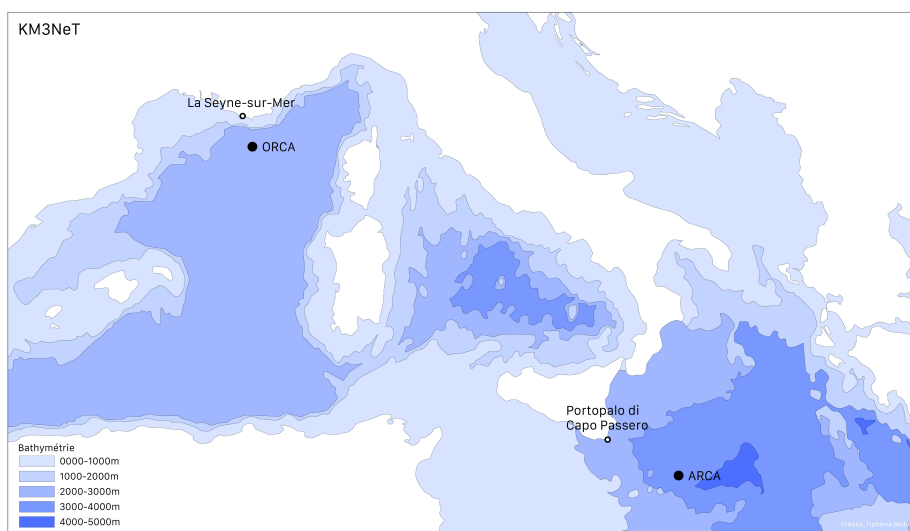 KM3NeT
La Seyne-sur-Mer
ORCA
Portopalo di
Capo Passero
ARCA
Bathymétrie
0000-1000m
1000-2000m
2000-3000m
3000-4000m
4000-5000m